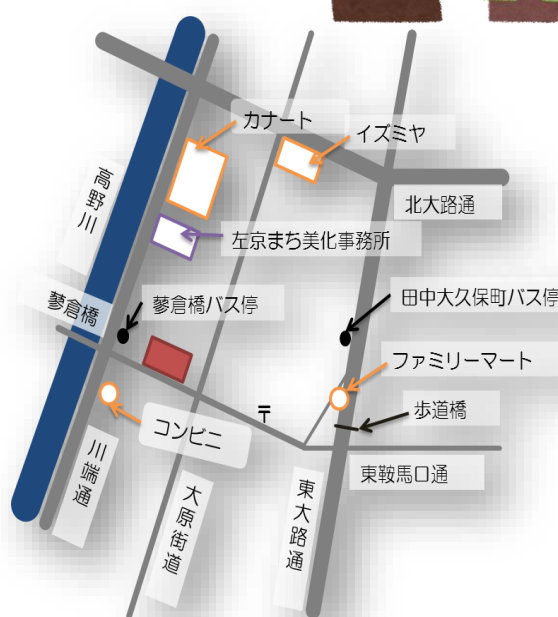 カナート
イズミヤ
高野川
北大路通
左京まち美化事務所
蓼倉橋
蓼倉橋バス停
田中大久保町バス停
ファミリーマート
〒
歩道橋
コンビニ
東鞍馬口通
川端通
大原街道
東大路通